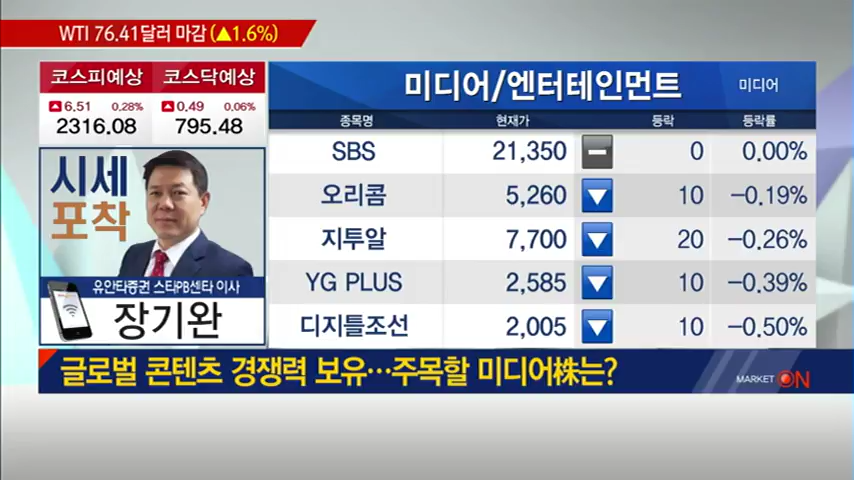 WTI 76.41달러 마감 (▲1.6%)
코스피예상 코스닥예상
6.51 0.28% 0.49 0.06%
2316.08 795.48
시세
포착
유안타증권 스타PB센타 이사
장기완
미디어/엔터테인먼트 미디어
종목명 현재가 등락 등락률
SBS 21,350 0 0.00%
오리콤 5,260 ▼ 10 -0.19%
지투알 7,700 ▼ 20 -0.26%
YG PLUS 2,585 ▼ 10 -0.39%
디지틀조선 2,005 ▼ 10 -0.50%
글로벌 콘텐츠 경쟁력 보유…주목할 미디어株는?
MARKET ON